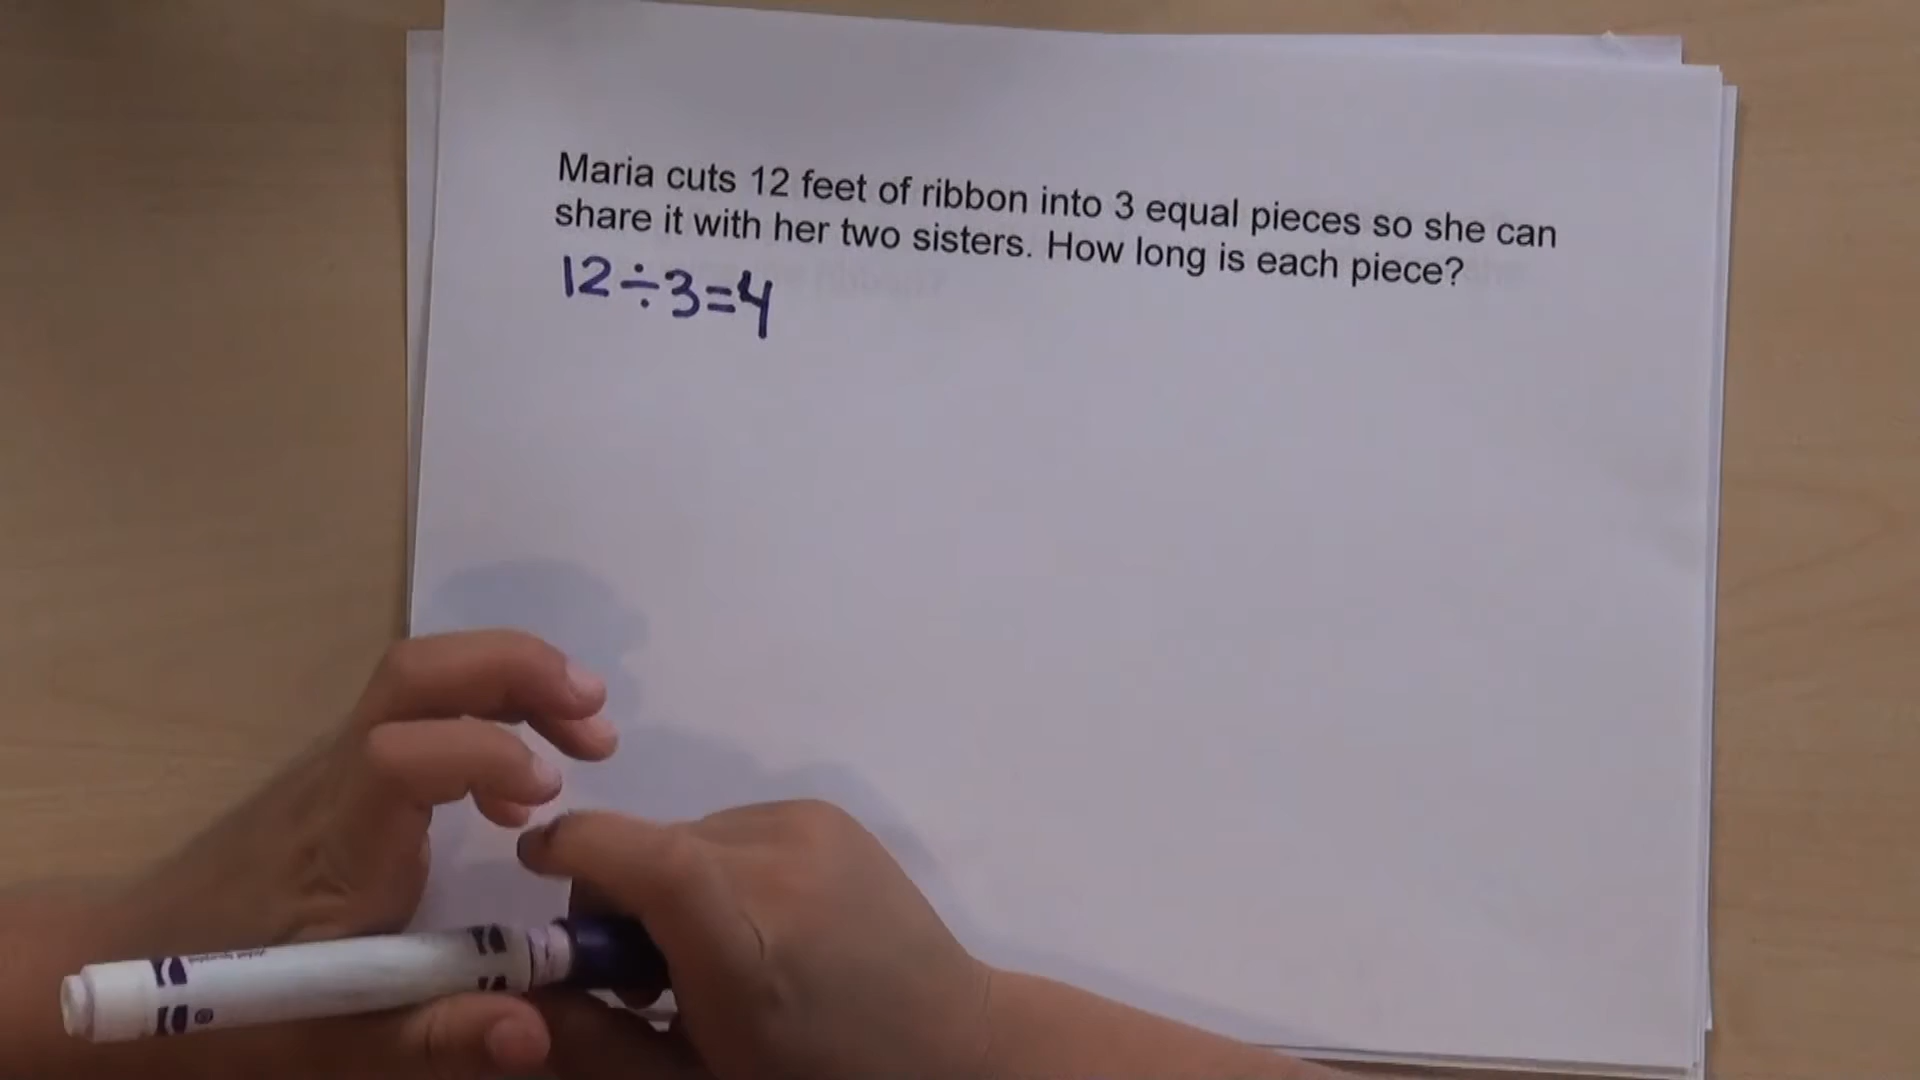 Maria cuts 12 feet of ribbon into 3 equal pieces so she can
share it with her two sisters. How long is each piece?
12÷3=4